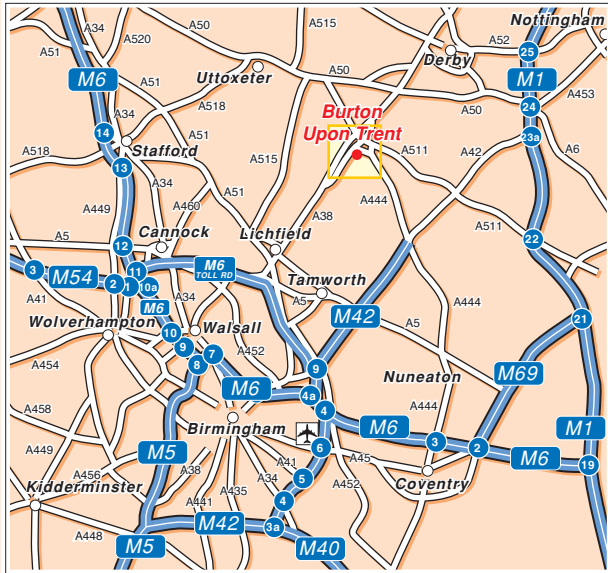 A34
A520
A50
A515
Nottingham
A51
A52
25
Derby
M6
Uttoxeter
A50
M1
A51
A518
A50
24
A453
A34
Burton
Upon Trent
14
Stafford
A51
23a
A518
A515
A511
A42
A6
13
A34
A51
A449
A460
A38
A444
A511
A5
12
Cannock
Lichfield
22
3
M54
11
M6
TOLL RD
Tamworth
2
1
10a
A41
A34
A5
M6
M42
A444
21
Wolverhampton
10
Walsall
A5
9
7
A452
9
M69
A454
8
Nuneaton
M6
4a
A458
4
A444
Birmingham
M6
M1
A449
M5
6
3
2
M6
A456
A38
A41
A45
19
Kidderminster
A34
5
A452
Coventry
A441
A435
4
A448
M42
3a
M5
M40